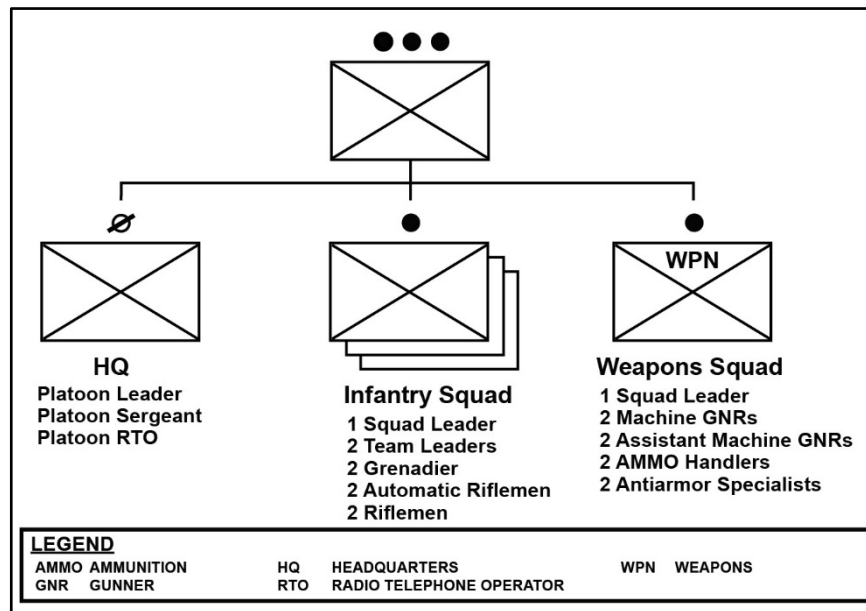 WPN
HQ
Platoon Leader
Platoon Sergeant
Platoon RTO
Infantry Squad
1 Squad Leader
2 Team Leaders
2 Grenadier
2 Automatic Riflemen
2 Riflemen
Weapons Squad
1 Squad Leader
2 Machine GNRs
2 Assistant Machine GNRs
2 AMMO Handlers
2 Antiarmor Specialists
LEGEND
AMMO AMMUNITION HQ HEADQUARTERS WPN WEAPONS
GNR GUNNER RTO RADIO TELEPHONE OPERATOR